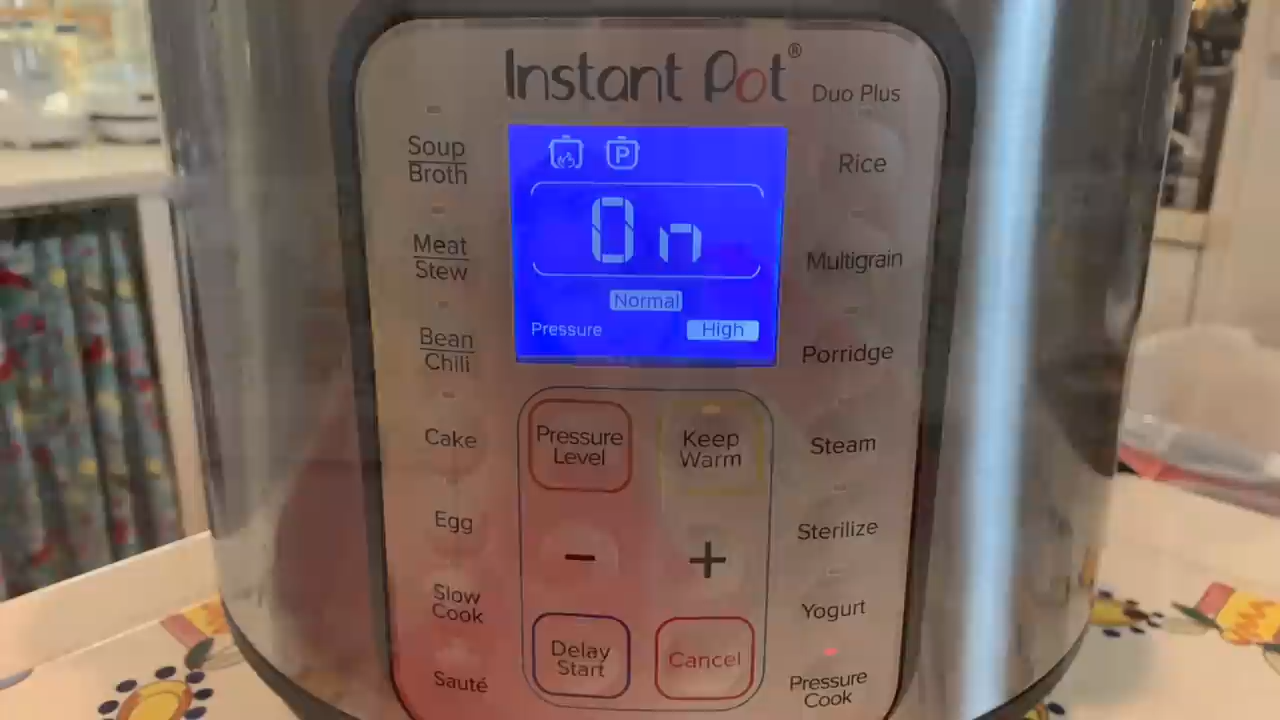 Instant Pot®
Duo Plus
P
On
Normal
Pressure High
Soup
Broth
Meat
Stew
Bean
Chili
Cake
Egg
Slow
Cook
Sauté
Pressure
Level
Keep
Warm
-
+
Delay
Start
Cancel
Rice
Multigrain
Porridge
Steam
Sterilize
Yogurt
Pressure
Cook